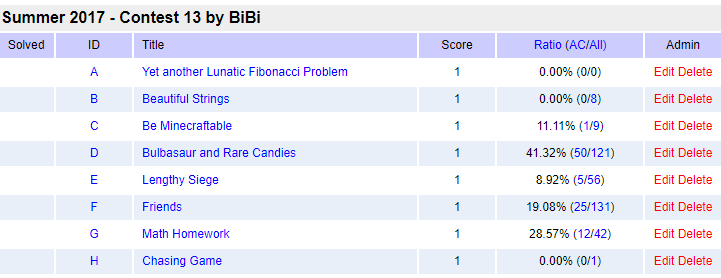 Summer 2017 - Contest 13 by BiBi
Solved ID Title Score Ratio (AC/All) Admin
A Yet another Lunatic Fibonacci Problem 1 0.00% (0/0) Edit Delete
B Beautiful Strings 1 0.00% (0/8) Edit Delete
C Be Minecraftable 1 11.11% (1/9) Edit Delete
D Bulbasaur and Rare Candies 1 41.32% (50/121) Edit Delete
E Lengthy Siege 1 8.92% (5/56) Edit Delete
F Friends 1 19.08% (25/131) Edit Delete
G Math Homework 1 28.57% (12/42) Edit Delete
H Chasing Game 1 0.00% (0/1) Edit Delete